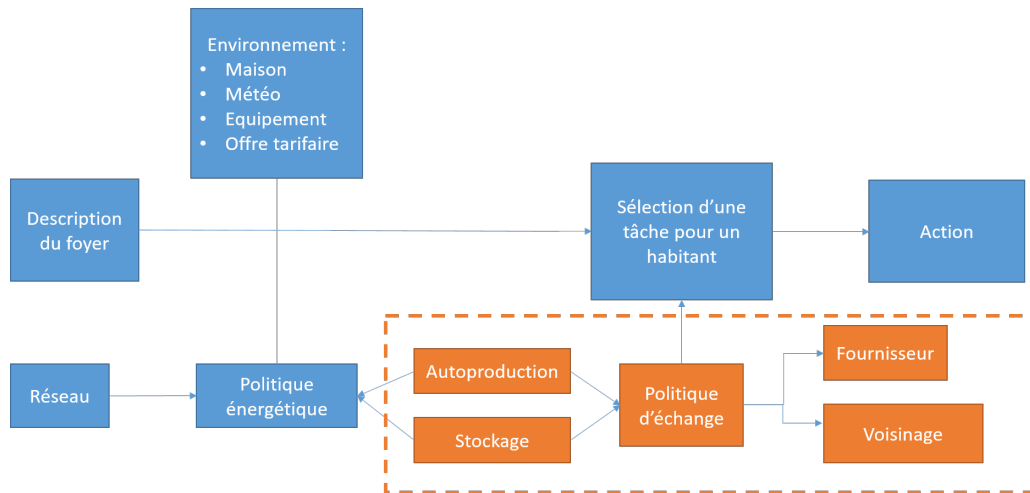 Environnement :
• Maison
• Météo
• Equipement
• Offre tarifaire
Description
du foyer
Sélection d’une
tâche pour un
habitant
Action
Réseau
Politique
énergétique
Autoproduction
Stockage
Politique
d’échange
Fournisseur
Voisinage